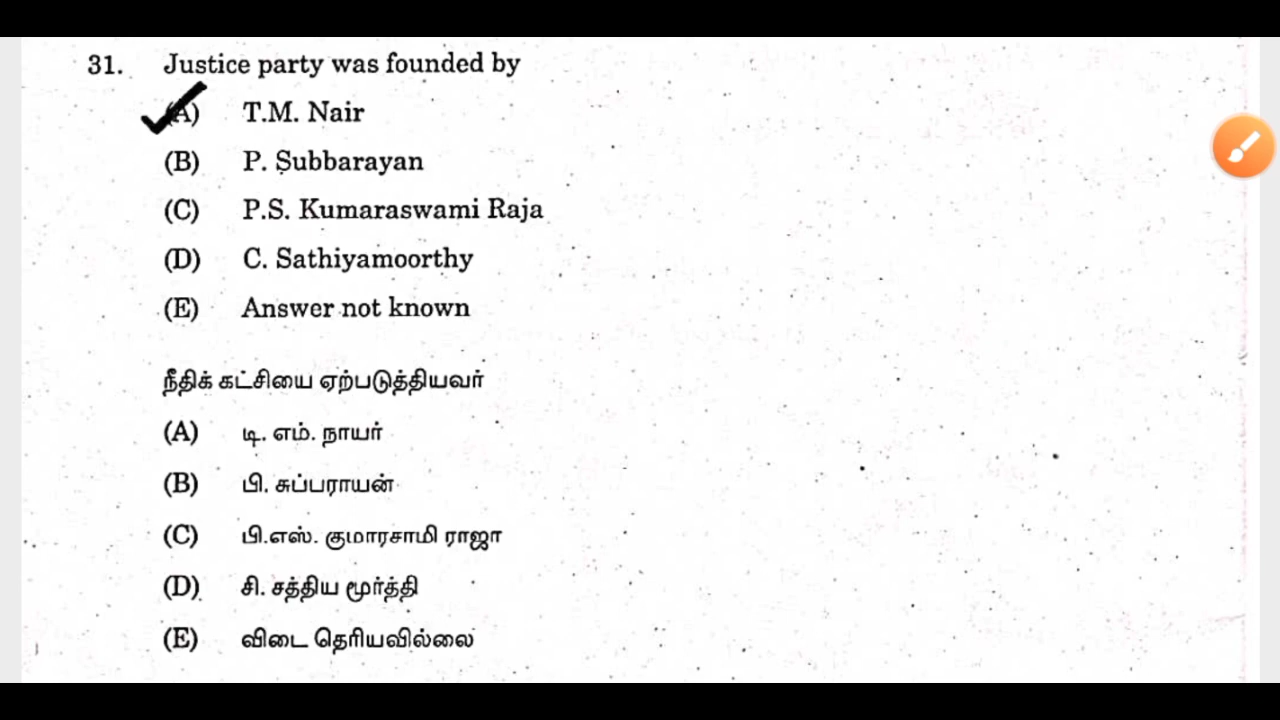 31. Justice party was founded by
(A) T.M. Nair
(B) P. Subbarayan
(C) P.S. Kumaraswami Raja
(D) C. Sathiyamoorthy
(E) Answer not known
நீதிக் கட்சியை ஏற்படுத்தியவர்
(A) டி. எம். நாயர்
(B) பி. சுப்பராயன்
(C) பி.எஸ். குமாரசாமி ராஜா
(D) சி. சத்திய மூர்த்தி
(E) விடை தெரியவில்லை